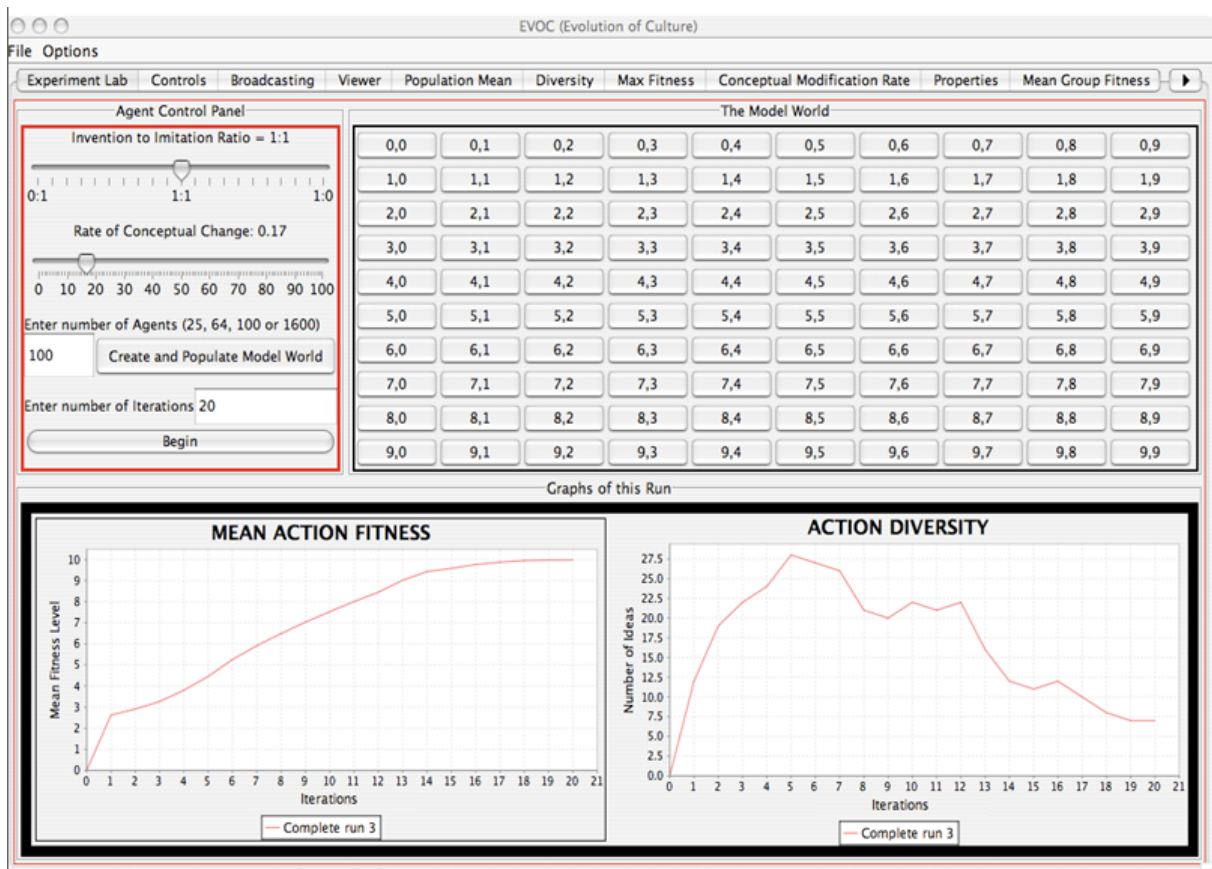 EVOC (Evolution of Culture)
File Options
Experiment Lab Controls Broadcasting Viewer Population Mean Diversity Max Fitness Conceptual Modification Rate Properties Mean Group Fitness
Agent Control Panel
Invention to Imitation Ratio = 1:1
0:1 1:1 1:0
Rate of Conceptual Change: 0.17
0 10 20 30 40 50 60 70 80 90 100
Enter number of Agents (25, 64, 100 or 1600)
100 Create and Populate Model World
Enter number of Iterations 20
Begin
The Model World
0,0 0,1 0,2 0,3 0,4 0,5 0,6 0,7 0,8 0,9
1,0 1,1 1,2 1,3 1,4 1,5 1,6 1,7 1,8 1,9
2,0 2,1 2,2 2,3 2,4 2,5 2,6 2,7 2,8 2,9
3,0 3,1 3,2 3,3 3,4 3,5 3,6 3,7 3,8 3,9
4,0 4,1 4,2 4,3 4,4 4,5 4,6 4,7 4,8 4,9
5,0 5,1 5,2 5,3 5,4 5,5 5,6 5,7 5,8 5,9
6,0 6,1 6,2 6,3 6,4 6,5 6,6 6,7 6,8 6,9
7,0 7,1 7,2 7,3 7,4 7,5 7,6 7,7 7,8 7,9
8,0 8,1 8,2 8,3 8,4 8,5 8,6 8,7 8,8 8,9
9,0 9,1 9,2 9,3 9,4 9,5 9,6 9,7 9,8 9,9
Graphs of this Run
MEAN ACTION FITNESS
Mean Fitness Level
10
9
8
7
6
5
4
3
2
1
0
0 1 2 3 4 5 6 7 8 9 10 11 12 13 14 15 16 17 18 19 20 21
Iterations
Complete run 3
ACTION DIVERSITY
Number of Ideas
27.5
25.0
22.5
20.0
17.5
15.0
12.5
10.0
7.5
5.0
2.5
0.0
0 1 2 3 4 5 6 7 8 9 10 11 12 13 14 15 16 17 18 19 20 21
Iterations
Complete run 3